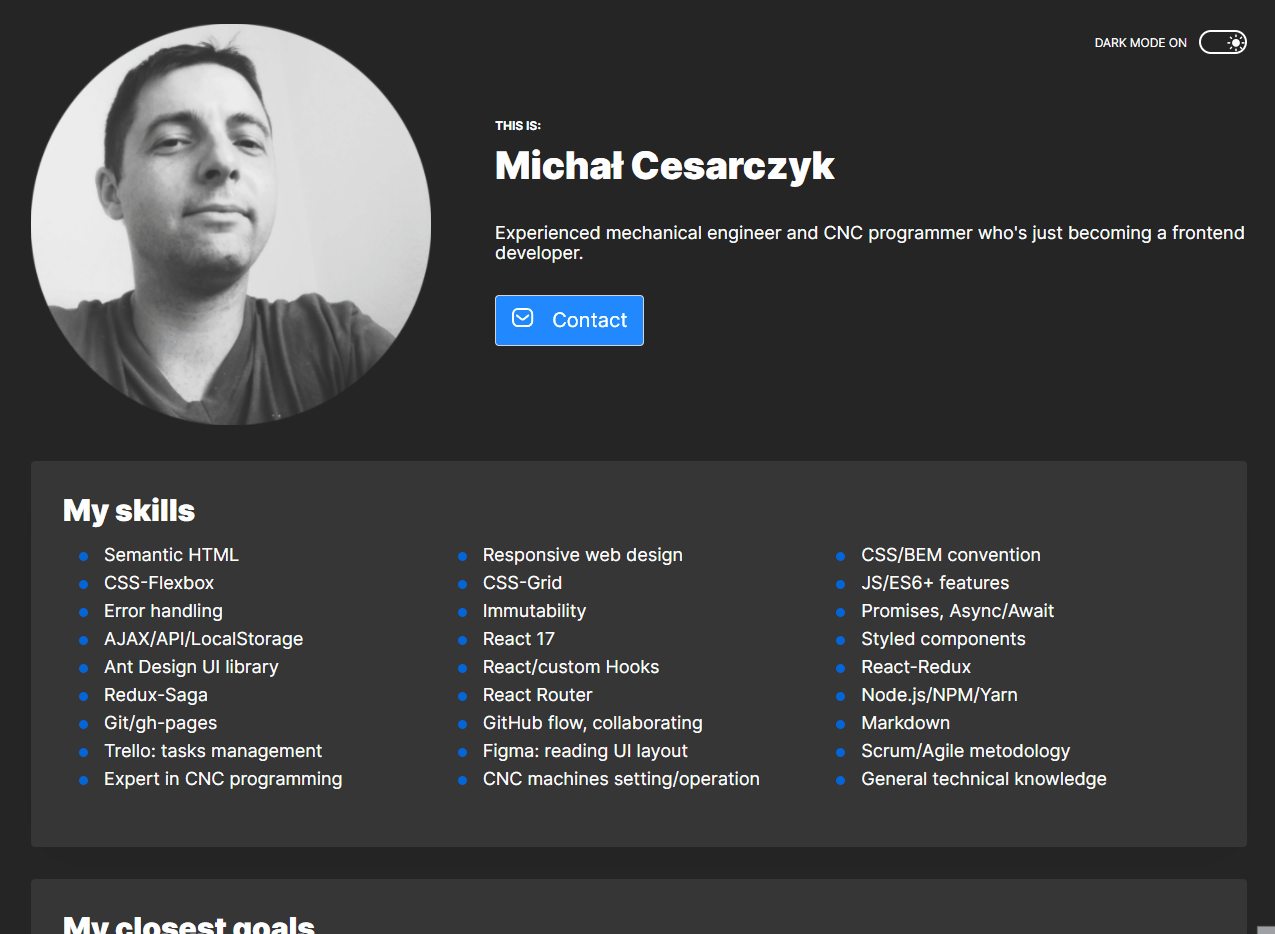 DARK MODE ON
THIS IS:
Michał Cesarczyk
Experienced mechanical engineer and CNC programmer who's just becoming a frontend
developer.
Contact
My skills
Semantic HTML
Responsive web design
CSS/BEM convention
CSS-Flexbox
CSS-Grid
JS/ES6+ features
Error handling
Immutability
Promises, Async/Await
AJAX/API/LocalStorage
React 17
Styled components
Ant Design UI library
React/custom Hooks
React-Redux
Redux-Saga
React Router
Node.js/NPM/Yarn
Git/gh-pages
GitHub flow, collaborating
Markdown
Trello: tasks management
Figma: reading UI layout
Scrum/Agile metodology
Expert in CNC programming
CNC machines setting/operation
General technical knowledge
My closest goals